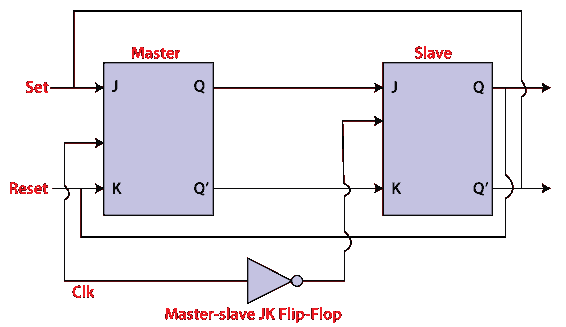 Master
Slave
Set
J
Q
J
Q
Reset
K
Q'
K
Q'
Clk
Master-slave JK Flip-Flop